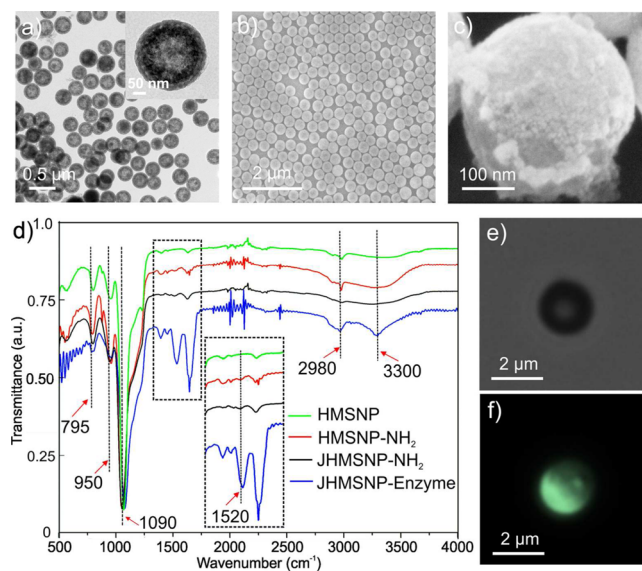 a)
50 nm
0.5 μm
b)
2 μm
c)
100 nm
d)
Transmittance (a.u.)
1.0
0.75
0.50
0.25
0
795
950
1090
1520
2980
3300
HMSNP
HMSNP-NH₂
JHMSNP-NH₂
JHMSNP-Enzyme
500 1000 1500 2000 2500 3000 3500 4000
Wavenumber (cm⁻¹)
e)
2 μm
f)
2 μm